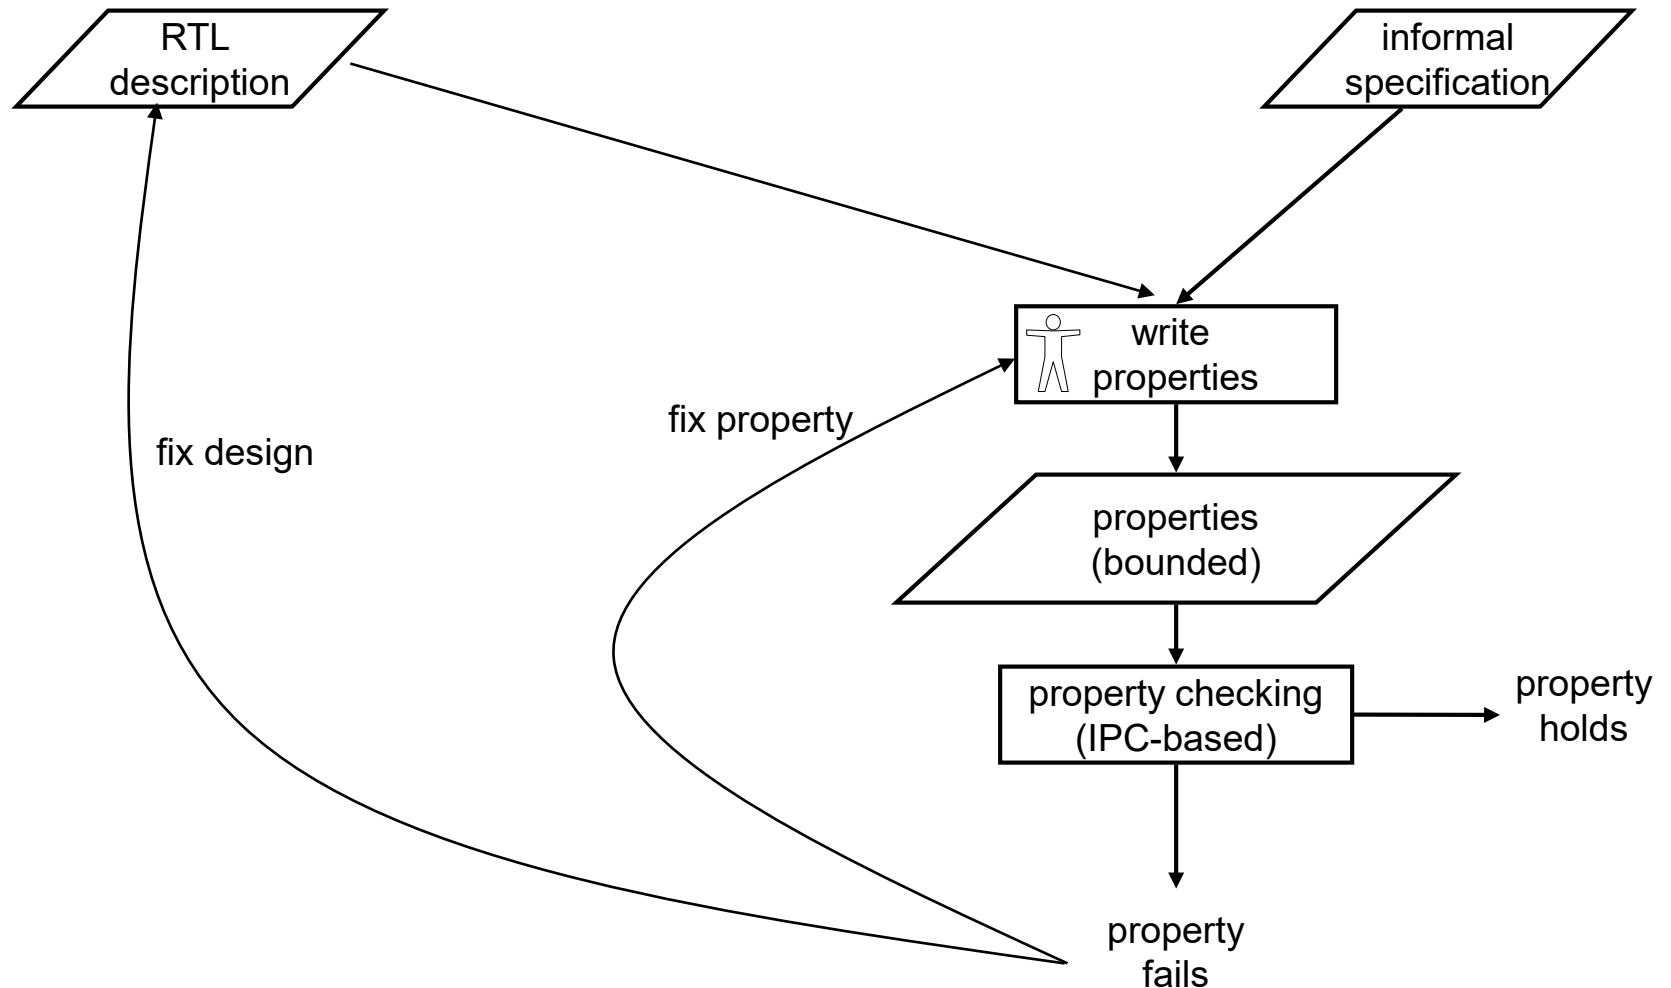 RTL
description
informal
specification
write
properties
fix property
fix design
properties
(bounded)
property checking
(IPC-based)
property
holds
property
fails